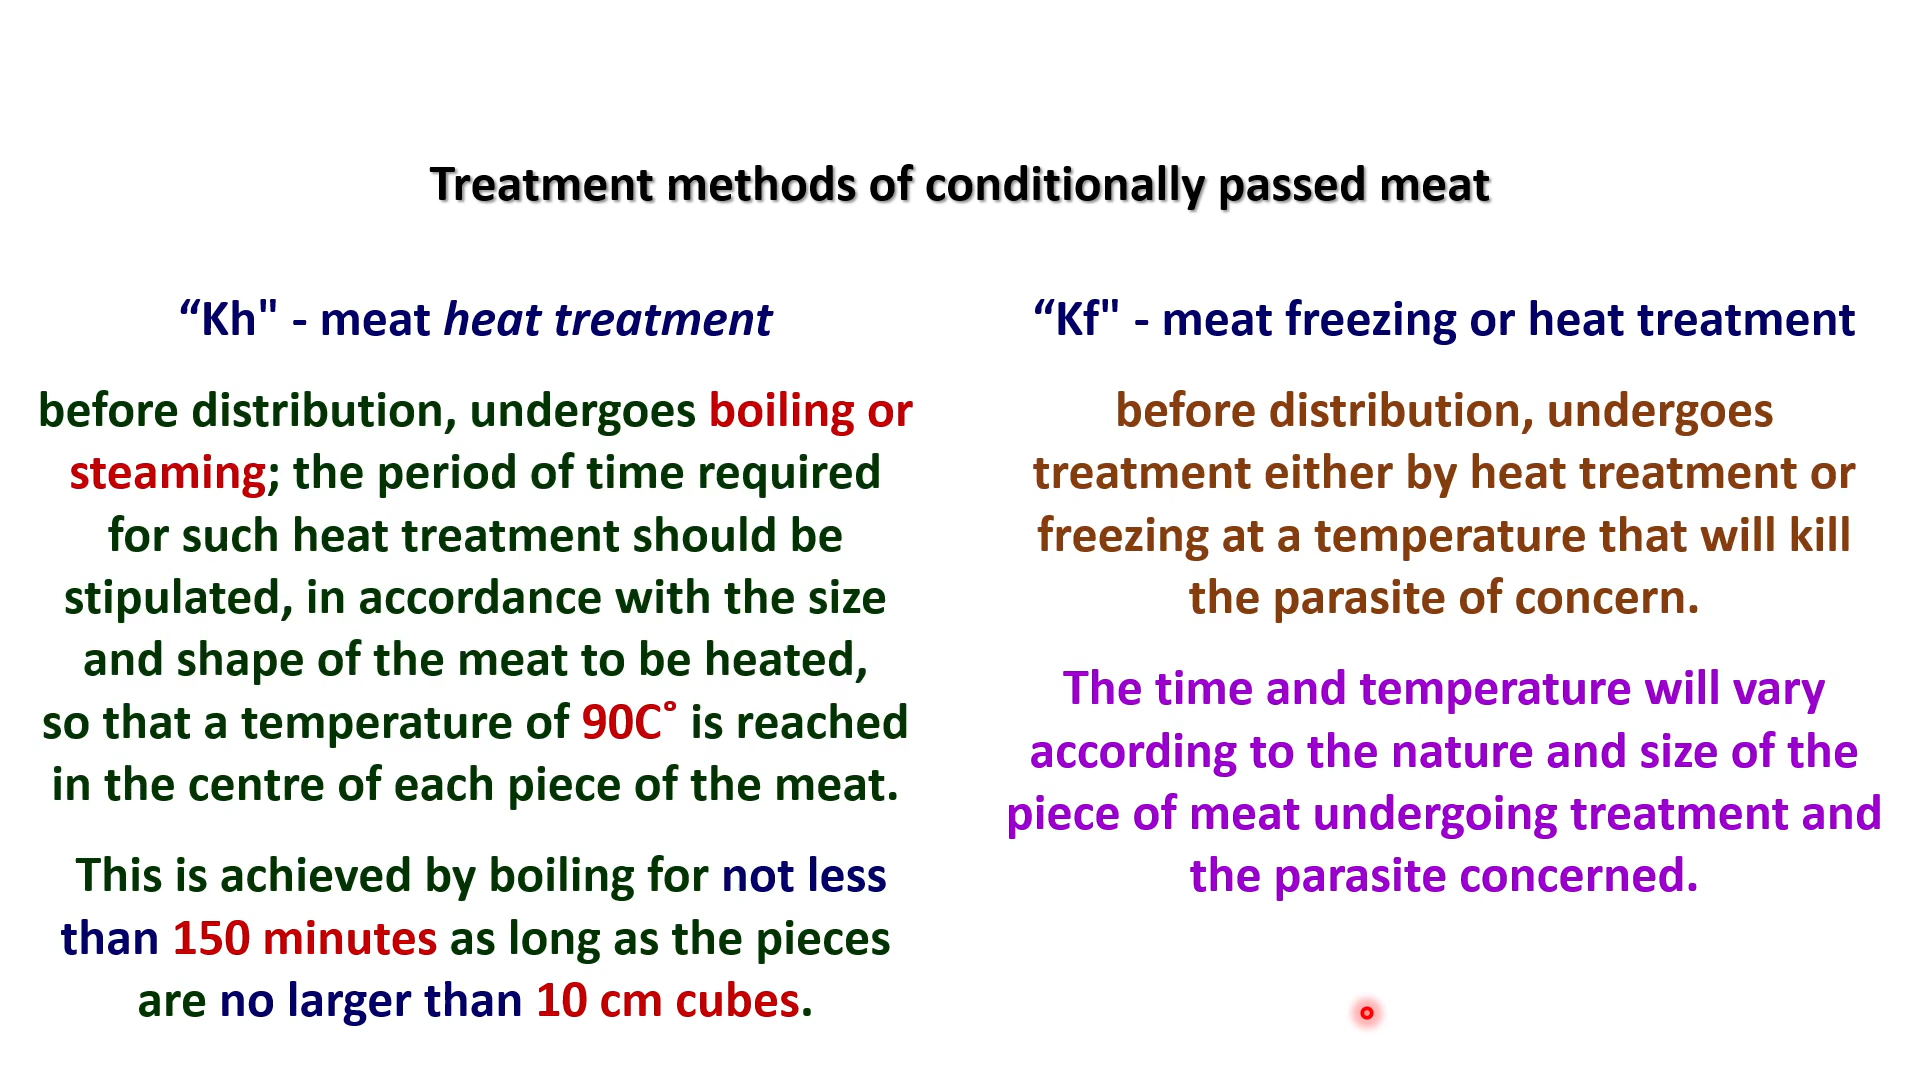 Treatment methods of conditionally passed meat
“Kh" - meat heat treatment
before distribution, undergoes boiling or
steaming; the period of time required
for such heat treatment should be
stipulated, in accordance with the size
and shape of the meat to be heated,
so that a temperature of 90C˚ is reached
in the centre of each piece of the meat.
This is achieved by boiling for not less
than 150 minutes as long as the pieces
are no larger than 10 cm cubes.
“Kf" - meat freezing or heat treatment
before distribution, undergoes
treatment either by heat treatment or
freezing at a temperature that will kill
the parasite of concern.
The time and temperature will vary
according to the nature and size of the
piece of meat undergoing treatment and
the parasite concerned.